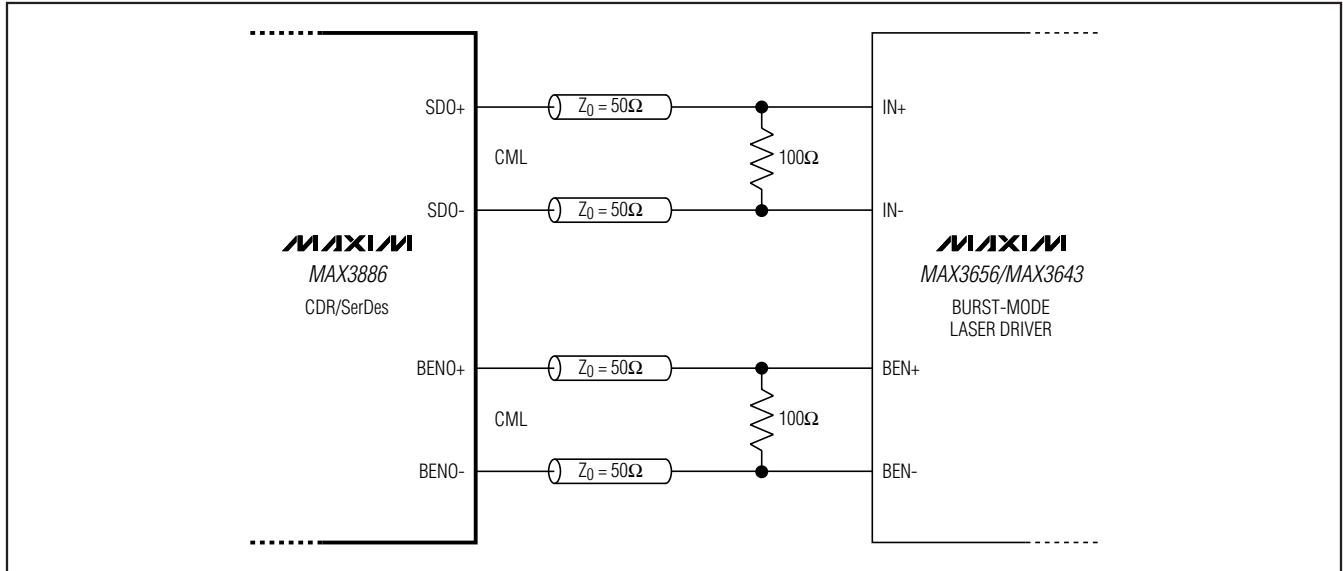 SDO+
Z0 = 50Ω
IN+
CML
100Ω
SDO-
Z0 = 50Ω
IN-
MAXIM
MAX3886
CDR/SerDes
MAXIM
MAX3656/MAX3643
BURST-MODE
LASER DRIVER
BENO+
Z0 = 50Ω
BEN+
CML
100Ω
BENO-
Z0 = 50Ω
BEN-